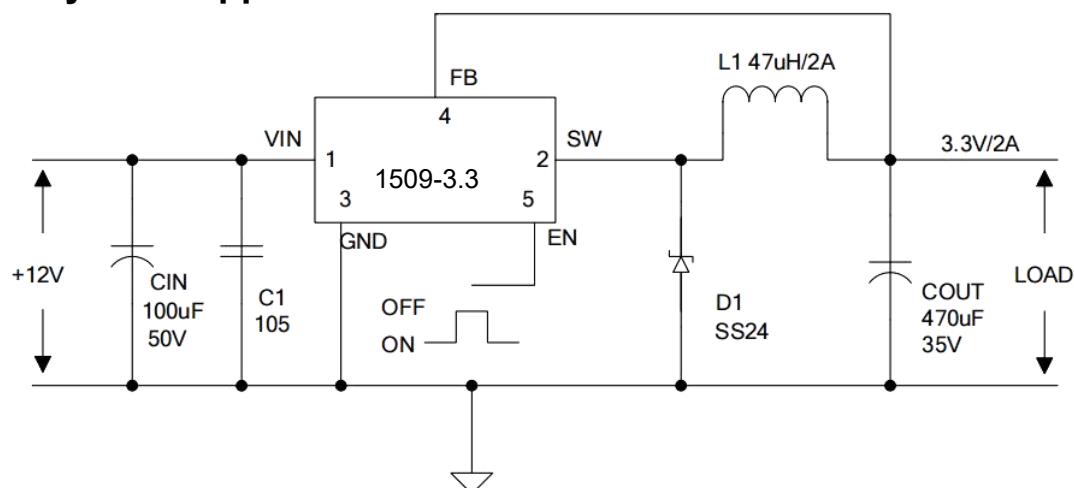 L1 47uH/2A
FB
4
VIN
SW
3.3V/2A
1
2
1509-3.3
3
5
GND
EN
+12V
CIN
100uF
50V
C1
105
OFF
ON
D1
SS24
COUT
470uF
35V
LOAD